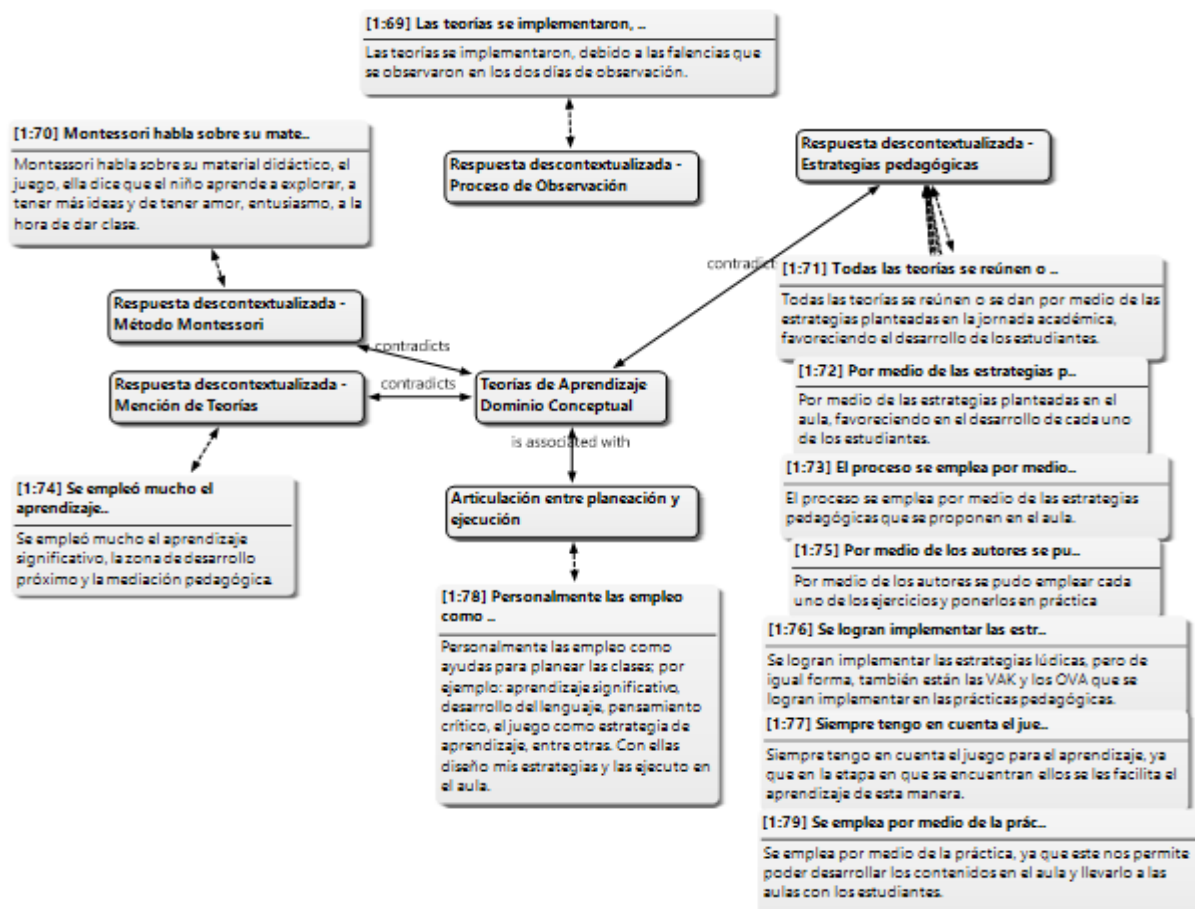 [1:69] Las teorías se implementaron, ..
Las teorías se implementaron, debido a las falencias que
se observaron en los dos días de observación.
[1:70] Montessori habla sobre su mate..
Montessori habla sobre su material didáctico, el
juego, ella dice que el niño aprende a explorar, a
tener más ideas y de tener amor, entusiasmo, a la
hora de dar clase.
Respuesta descontextualizada -
Proceso de Observación
Respuesta descontextualizada -
Estrategias pedagógicas
contradict
[1:71] Todas las teorías se reúnen o ..
Todas las teorías se reúnen o se dan por medio de las
estrategias planteadas en la jornada académica,
favoreciendo el desarrollo de los estudiantes.
Respuesta descontextualizada -
Método Montessori
contradicts
Respuesta descontextualizada -
Mención de Teorías
contradicts
Teorías de Aprendizaje
Dominio Conceptual
is associated with
[1:72] Por medio de las estrategias p..
Por medio de las estrategias planteadas en el
aula, favoreciendo en el desarrollo de cada uno
de los estudiantes.
[1:73] El proceso se emplea por medio..
El proceso se emplea por medio de las estrategias
pedagógicas que se proponen en el aula.
[1:74] Se empleó mucho el
aprendizaje..
Se empleó mucho el aprendizaje
significativo, la zona de desarrollo
próximo y la mediación pedagógica.
Articulación entre planeación y
ejecución
[1:75] Por medio de los autores se pu..
Por medio de los autores se pudo emplear cada
uno de los ejercicios y ponerlos en práctica
[1:78] Personalmente las empleo
como ..
Personalmente las empleo como
ayudas para planear las clases; por
ejemplo: aprendizaje significativo,
desarrollo del lenguaje, pensamiento
crítico, el juego como estrategia de
aprendizaje, entre otras. Con ellas
diseño mis estrategias y las ejecuto en
el aula.
[1:76] Se logran implementar las estr..
Se logran implementar las estrategias lúdicas, pero de
igual forma, también están las VAK y los OVA que se
logran implementar en las prácticas pedagógicas.
[1:77] Siempre tengo en cuenta el jue..
Siempre tengo en cuenta el juego para el aprendizaje, ya
que en la etapa en que se encuentran ellos se les facilita el
aprendizaje de esta manera.
[1:79] Se emplea por medio de la prác..
Se emplea por medio de la práctica, ya que este nos permite
poder desarrollar los contenidos en el aula y llevarlo a las
aulas con los estudiantes.